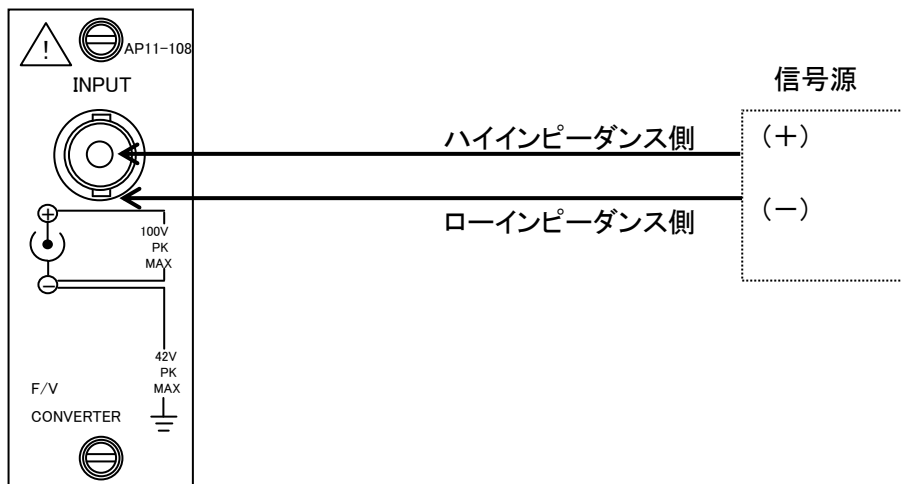 !
AP11-108
INPUT
信号源
ハイインピーダンス側
(+)
ローインピーダンス側
(-)
+
100V
PK
MAX
-
42V
PK
MAX
F/V
CONVERTER